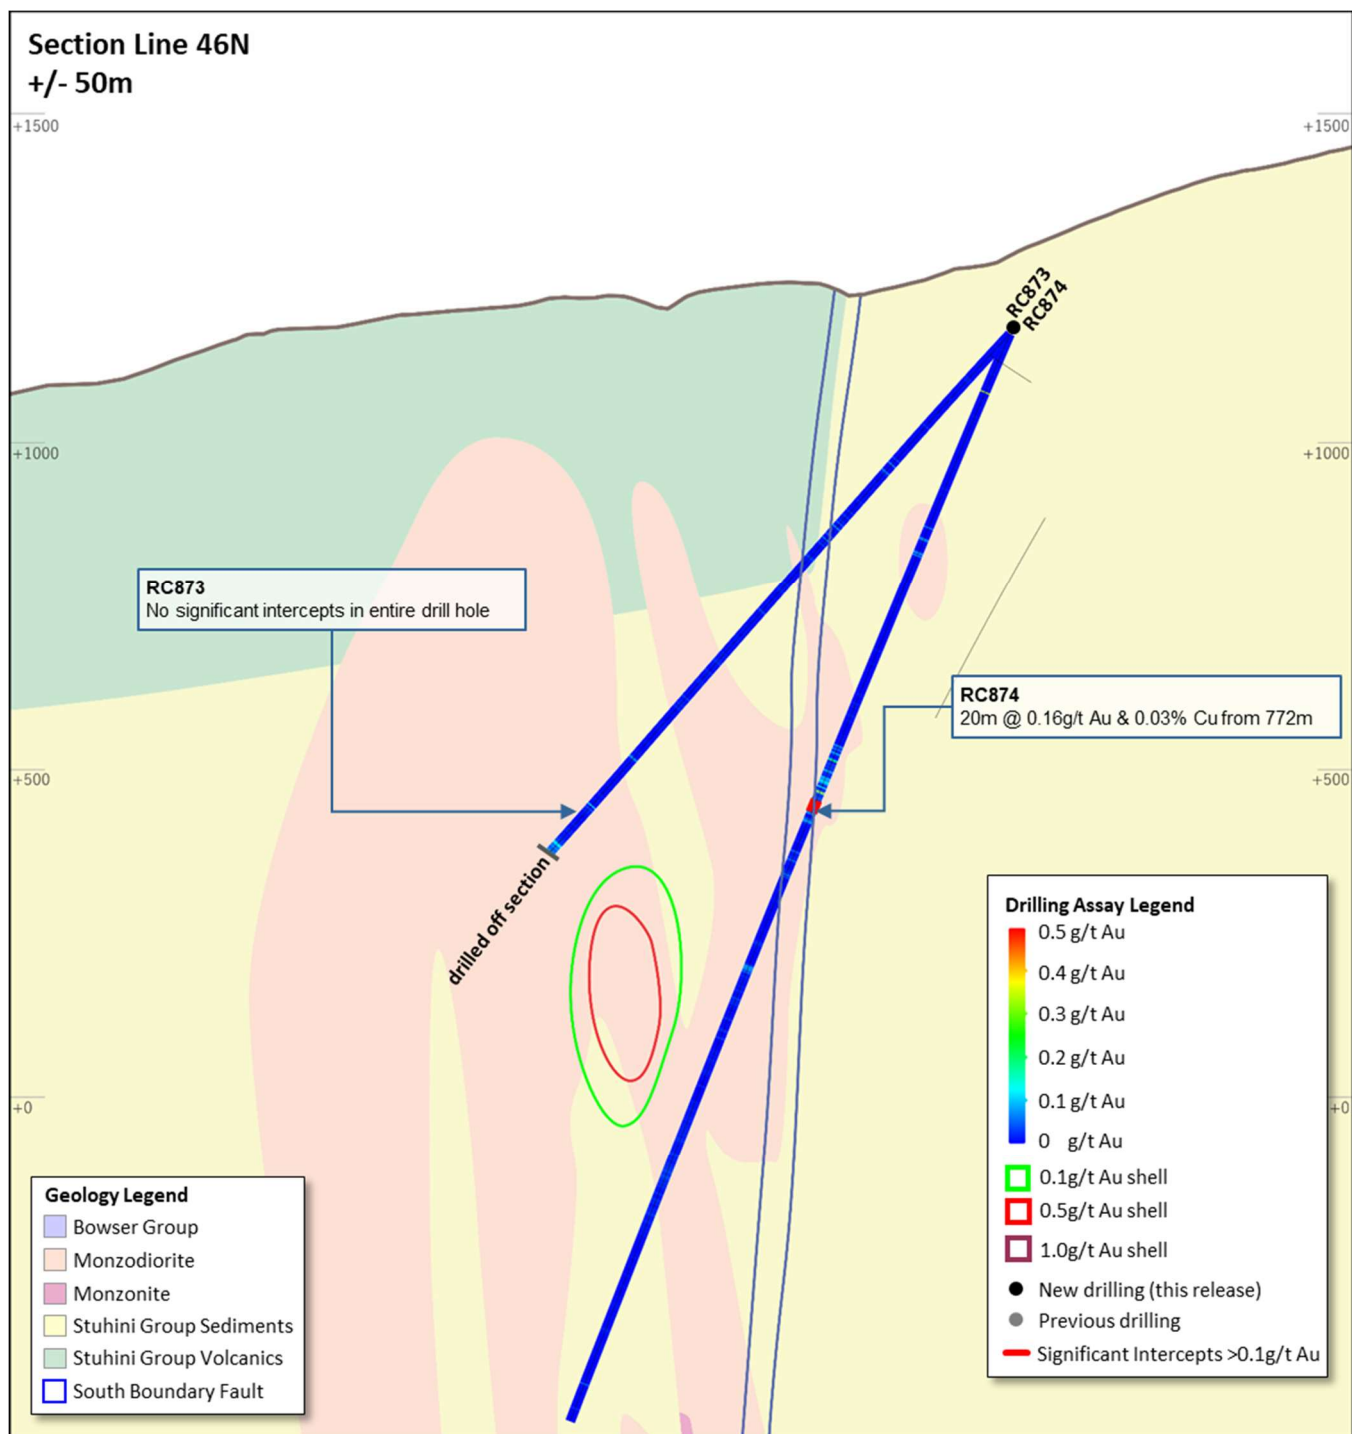 Section Line 46N
+/- 50m
+1500
+1500
RC873
RC874
+1000
+1000
RC873
No significant intercepts in entire drill hole
RC874
20m @ 0.16g/t Au & 0.03% Cu from 772m
+500
+500
drilled off section
Drilling Assay Legend
0.5 g/t Au
0.4 g/t Au
0.3 g/t Au
0.2 g/t Au
0.1 g/t Au
0 g/t Au
0.1g/t Au shell
0.5g/t Au shell
1.0g/t Au shell
New drilling (this release)
Previous drilling
Significant Intercepts >0.1g/t Au
+0
+0
Geology Legend
Bowser Group
Monzodiorite
Monzonite
Stuhini Group Sediments
Stuhini Group Volcanics
South Boundary Fault